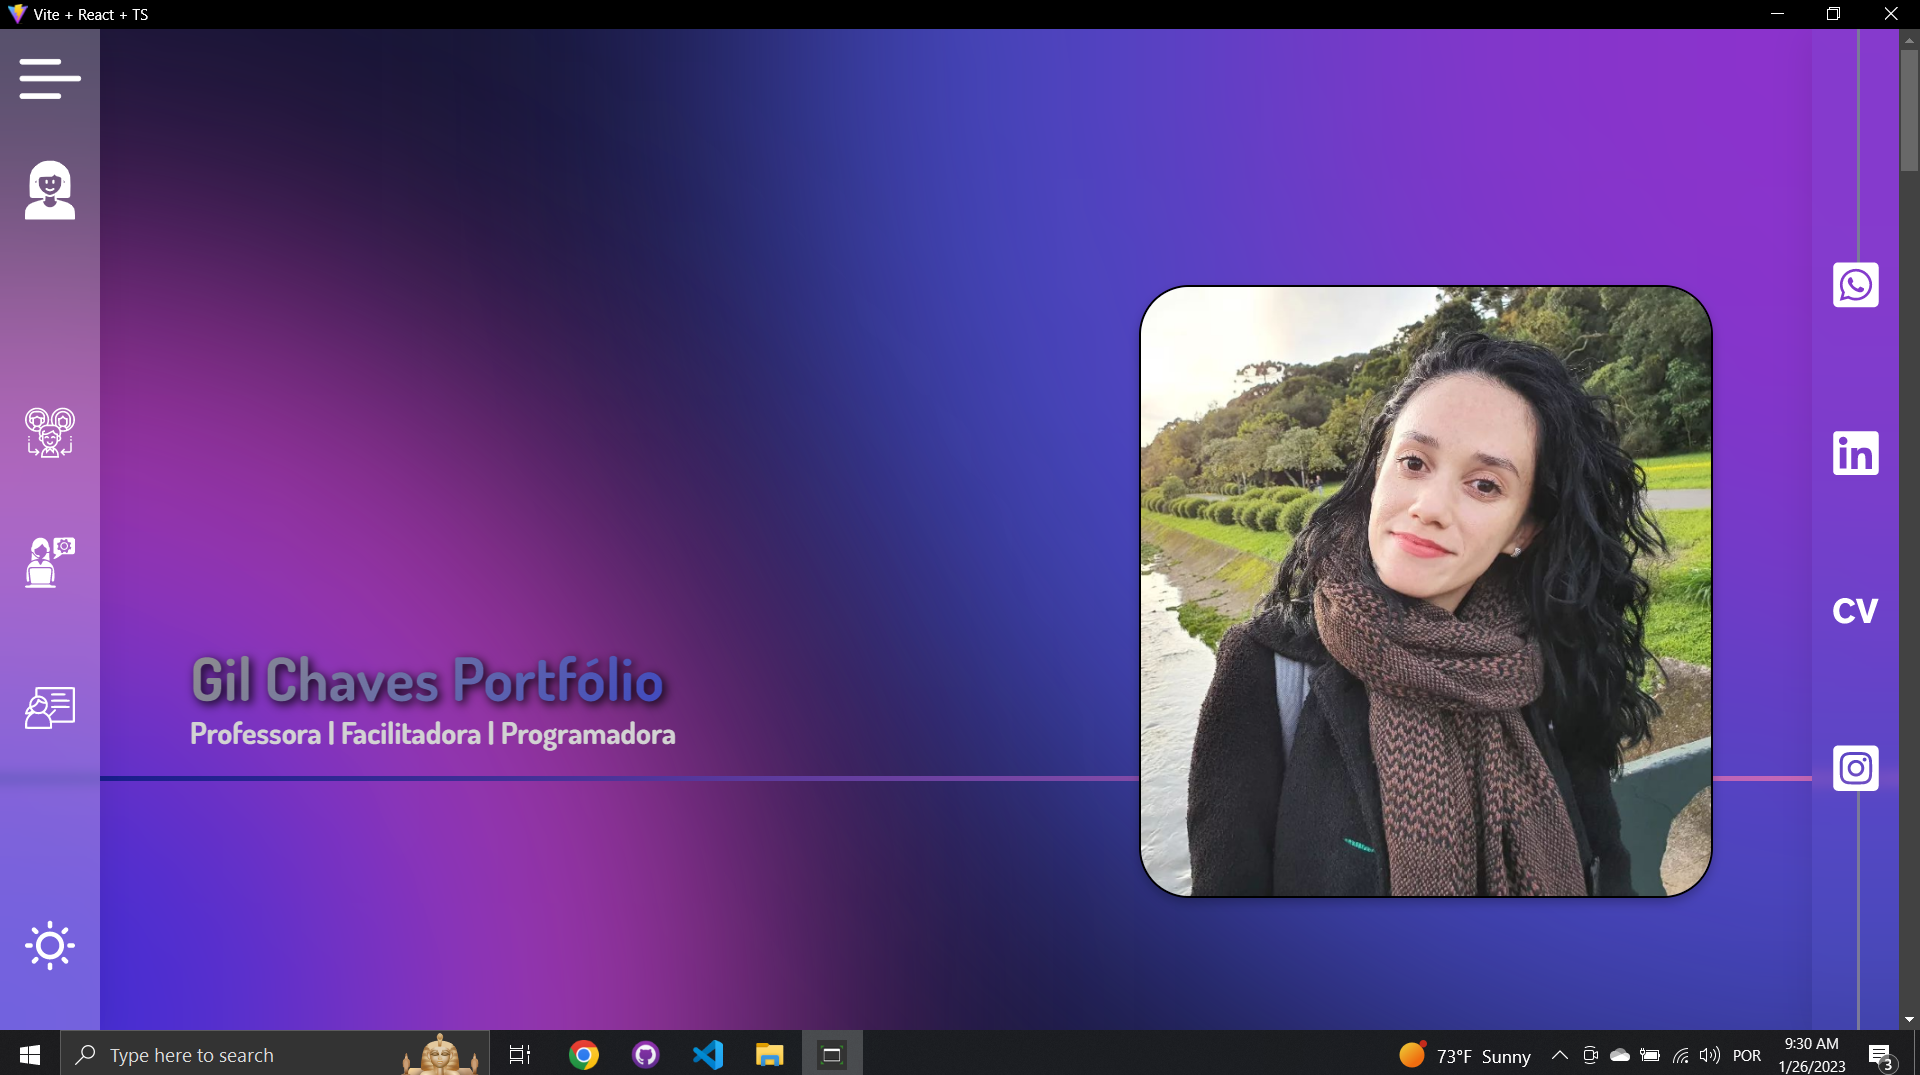 Vite + React + TS
in
CV
Gil Chaves Portfólio
Professora | Facilitadora | Programadora
Type here to search
73°F Sunny
POR
9:30 AM
1/26/2023
3